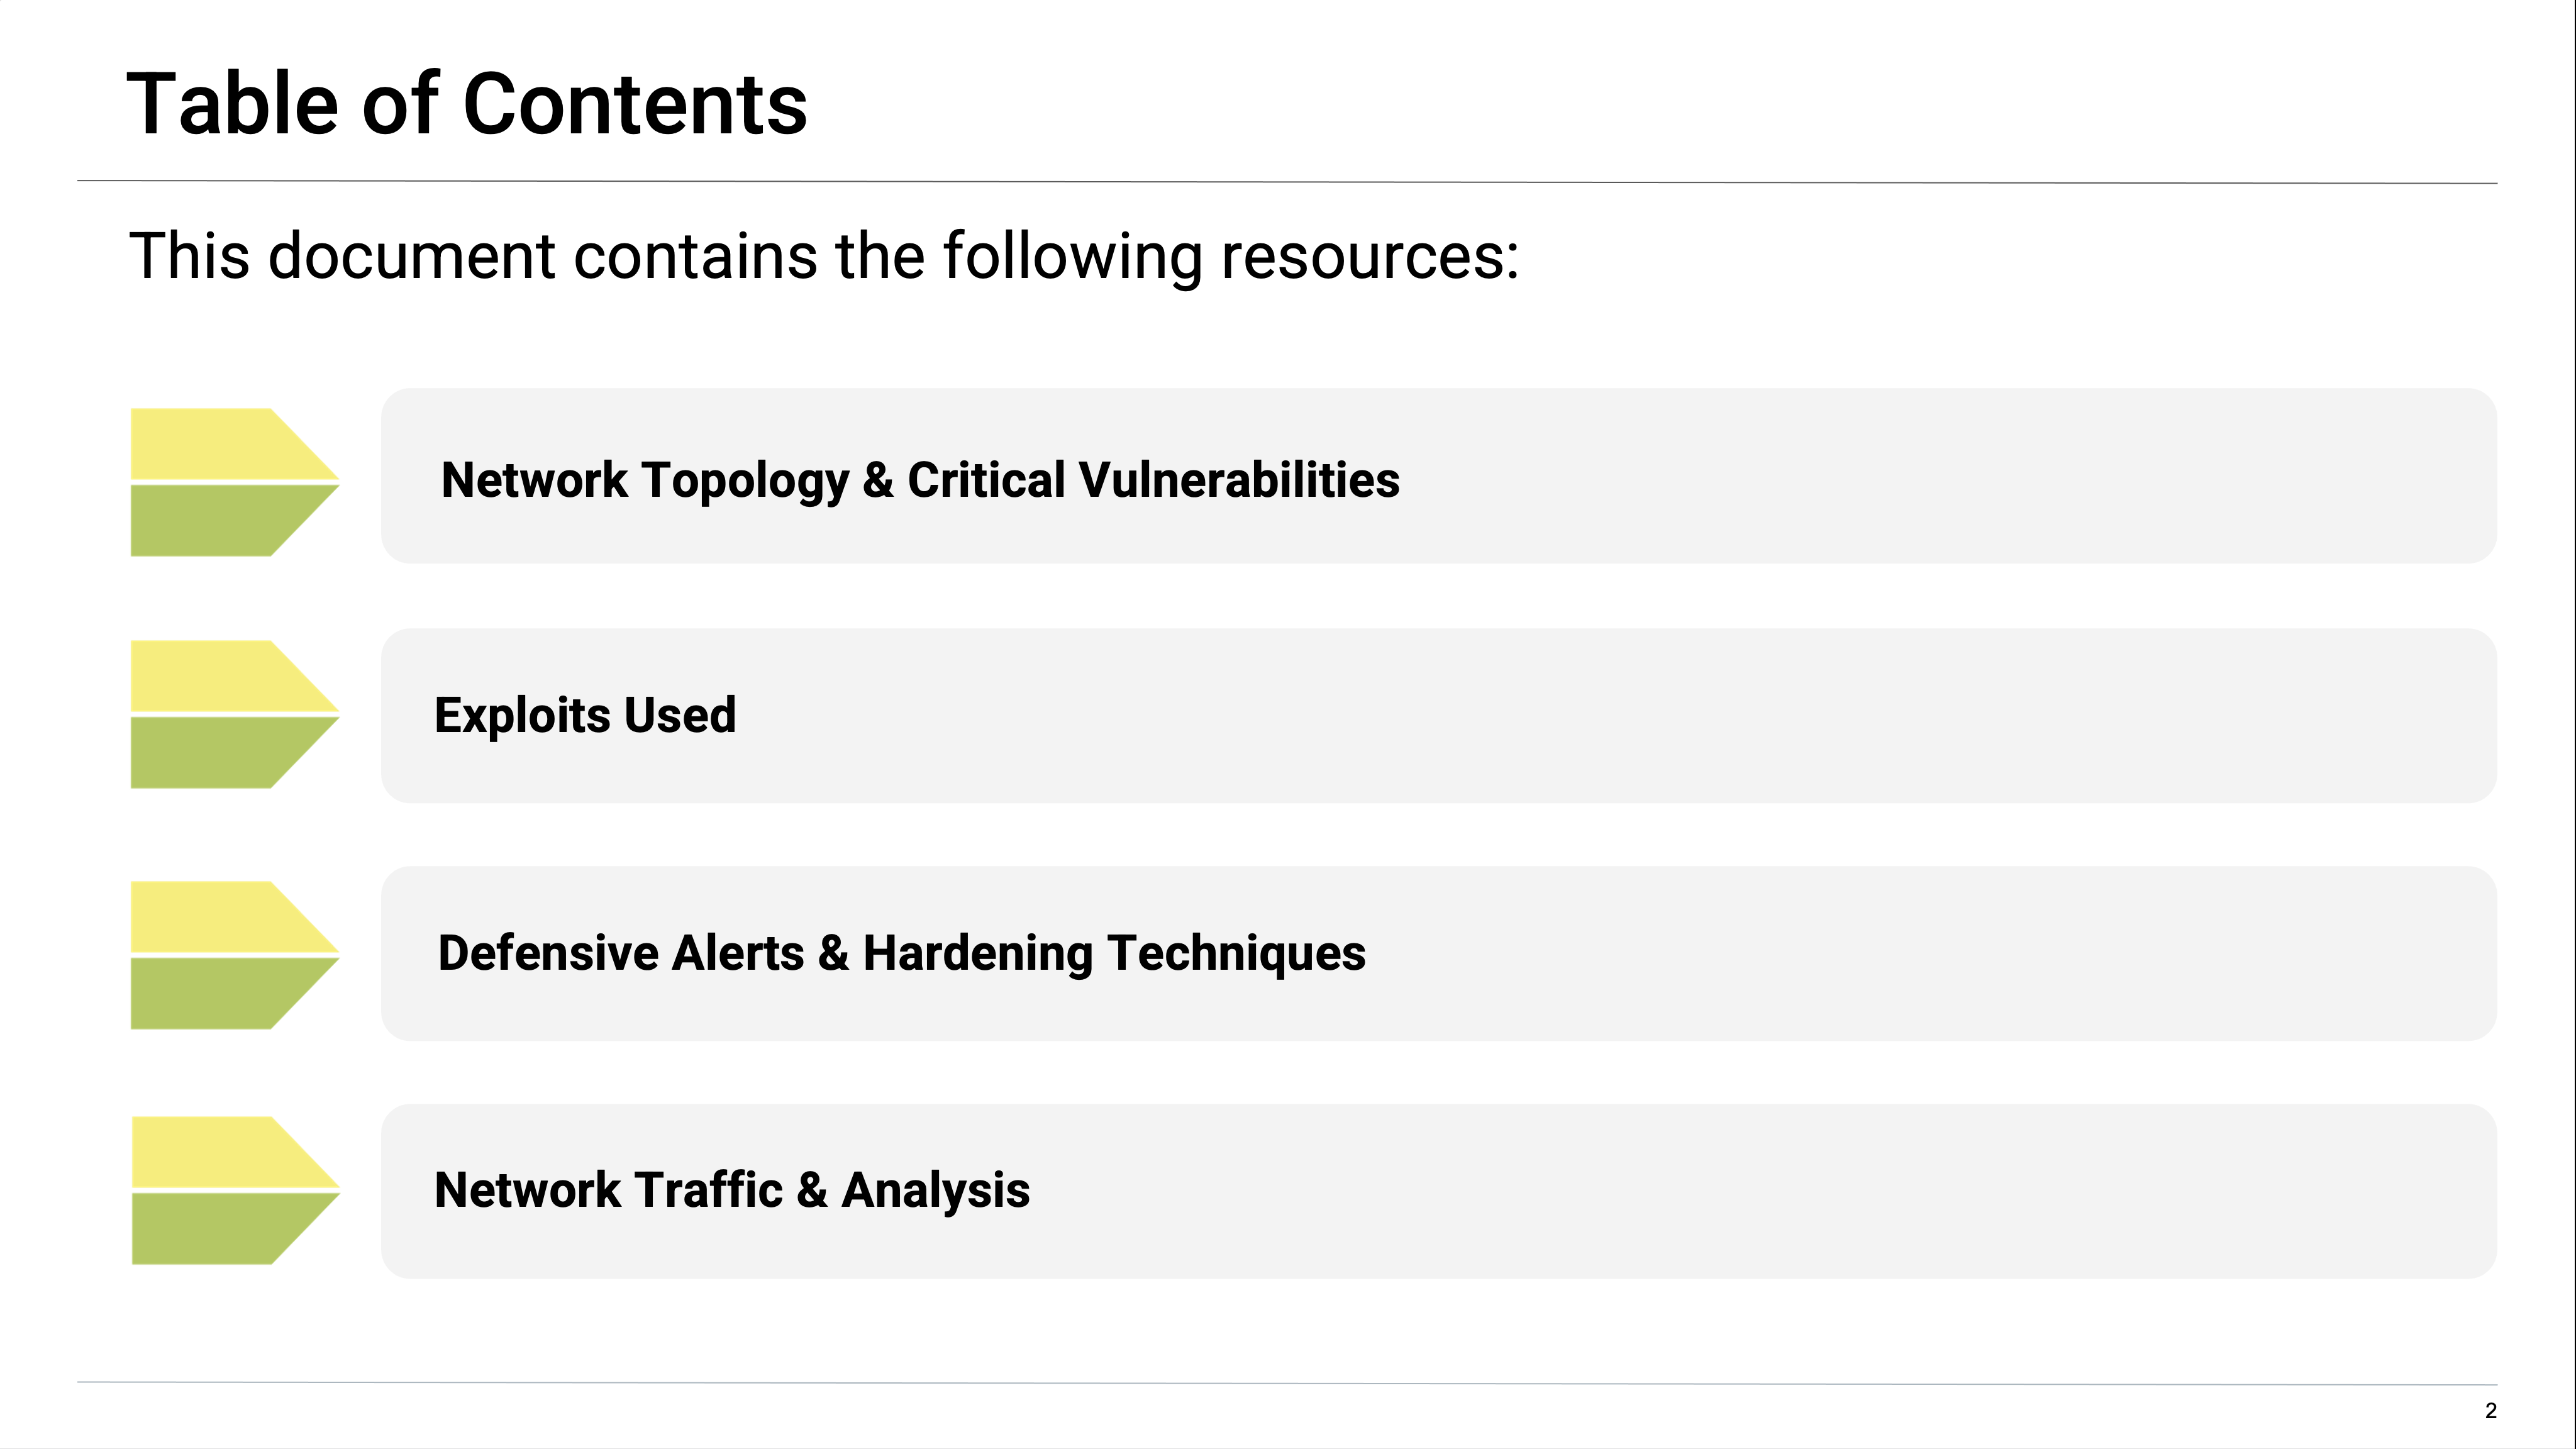 Table of Contents
This document contains the following resources:
Network Topology & Critical Vulnerabilities
Exploits Used
Defensive Alerts & Hardening Techniques
Network Traffic & Analysis
2